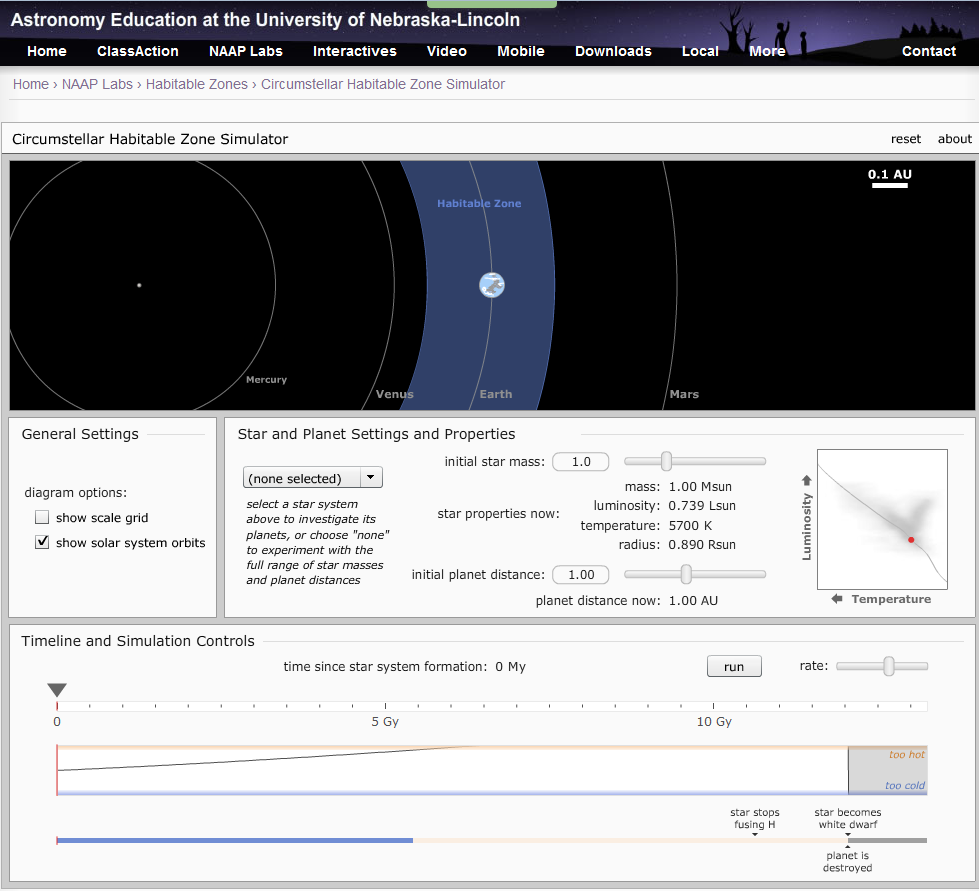 Astronomy Education at the University of Nebraska-Lincoln
Home ClassAction NAAP Labs Interactives Video Mobile Downloads Local More Contact
Home › NAAP Labs › Habitable Zones › Circumstellar Habitable Zone Simulator
Circumstellar Habitable Zone Simulator reset about
0.1 AU
Habitable Zone
Mercury
Venus Earth Mars
General Settings
diagram options:
show scale grid
show solar system orbits
Star and Planet Settings and Properties
(none selected)
select a star system
above to investigate its
planets, or choose "none"
to experiment with the
full range of star masses
and planet distances
initial star mass: 1.0
star properties now:
mass: 1.00 Msun
luminosity: 0.739 Lsun
temperature: 5700 K
radius: 0.890 Rsun
initial planet distance: 1.00
planet distance now: 1.00 AU
Luminosity
Temperature
Timeline and Simulation Controls
time since star system formation: 0 My
run
rate:
0 5 Gy 10 Gy
too hot
too cold
star stops
fusing H
star becomes
white dwarf
planet is
destroyed